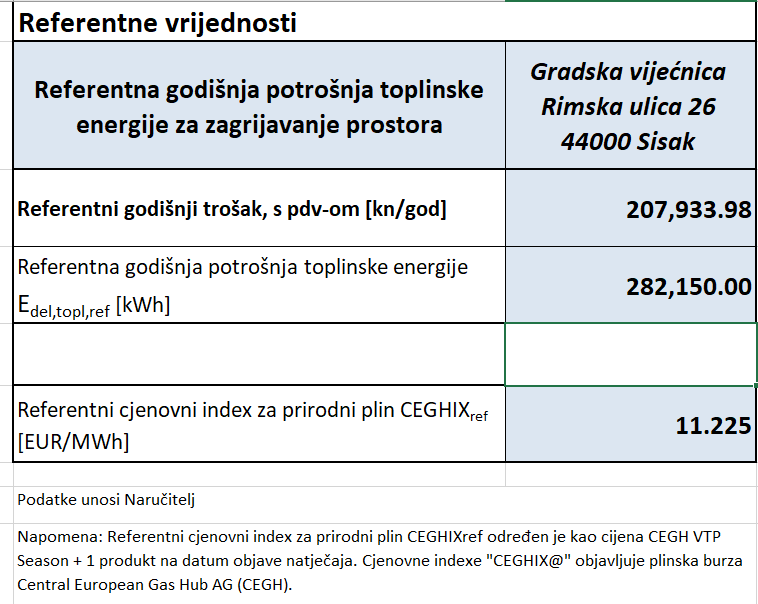 Referentne vrijednosti
Referentna godišnja potrošnja toplinske
energije za zagrijavanje prostora
Gradska vijećnica
Rimska ulica 26
44000 Sisak
Referentni godišnji trošak, s pdv-om [kn/god]
207,933.98
Referentna godišnja potrošnja toplinske energije
Edel,topl,ref [kWh]
282,150.00
Referentni cjenovni index za prirodni plin CEGHIXref
[EUR/MWh]
11.225
Podatke unosi Naručitelj
Napomena: Referentni cjenovni index za prirodni plin CEGHIXref određen je kao cijena CEGH VTP
Season + 1 produkt na datum objave natječaja. Cjenovne indexe "CEGHIX@" objavljuje plinska burza
Central European Gas Hub AG (CEGH).